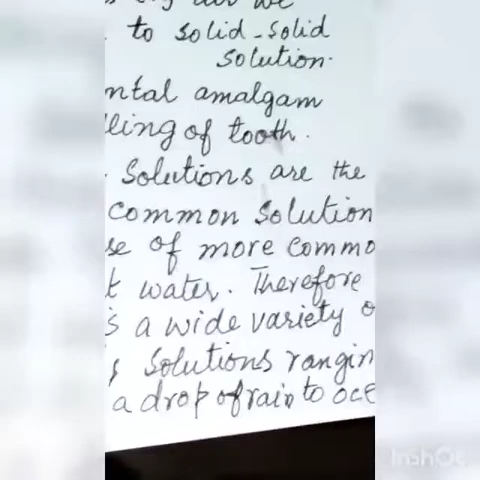 to solid-solid
solution.
ntal amalgam
ling of tooth.
Solutions are the
common solution
se of more commo
t water. Therefore
s a wide variety o
Solutions rangin
a drop of rain to oce
InShOt